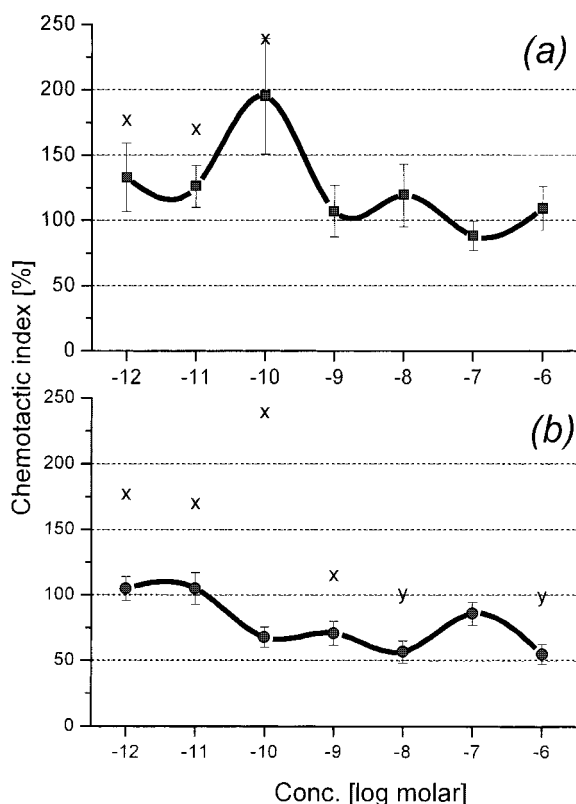 250
(a)
x
200
x
x
150
100
50
0
-12 -11 -10 -9 -8 -7 -6
Chemotactic index [%]
250
x
(b)
200
x
x
150
x
y
y
100
50
0
-12 -11 -10 -9 -8 -7 -6
Conc. [log molar]